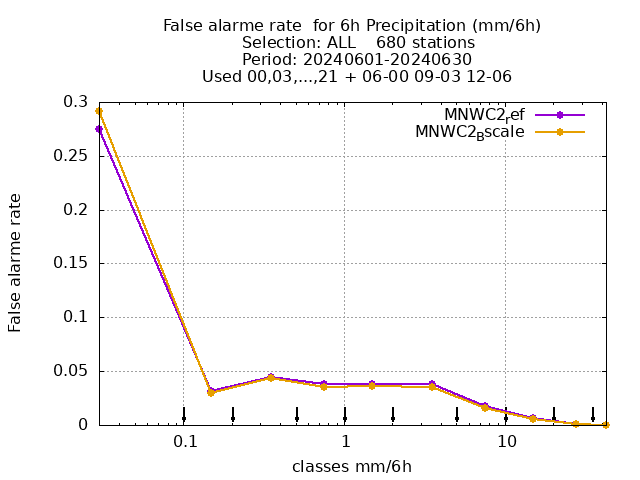 False alarme rate  for 6h Precipitation (mm/6h)
Selection: ALL    680 stations
Period: 20240601-20240630
Used 00,03,...,21 + 06-00 09-03 12-06
MNWC2ref
MNWC2Bscale
0.3
0.25
0.2
0.15
0.1
0.05
0
False alarme rate
0.1 1 10
classes mm/6h